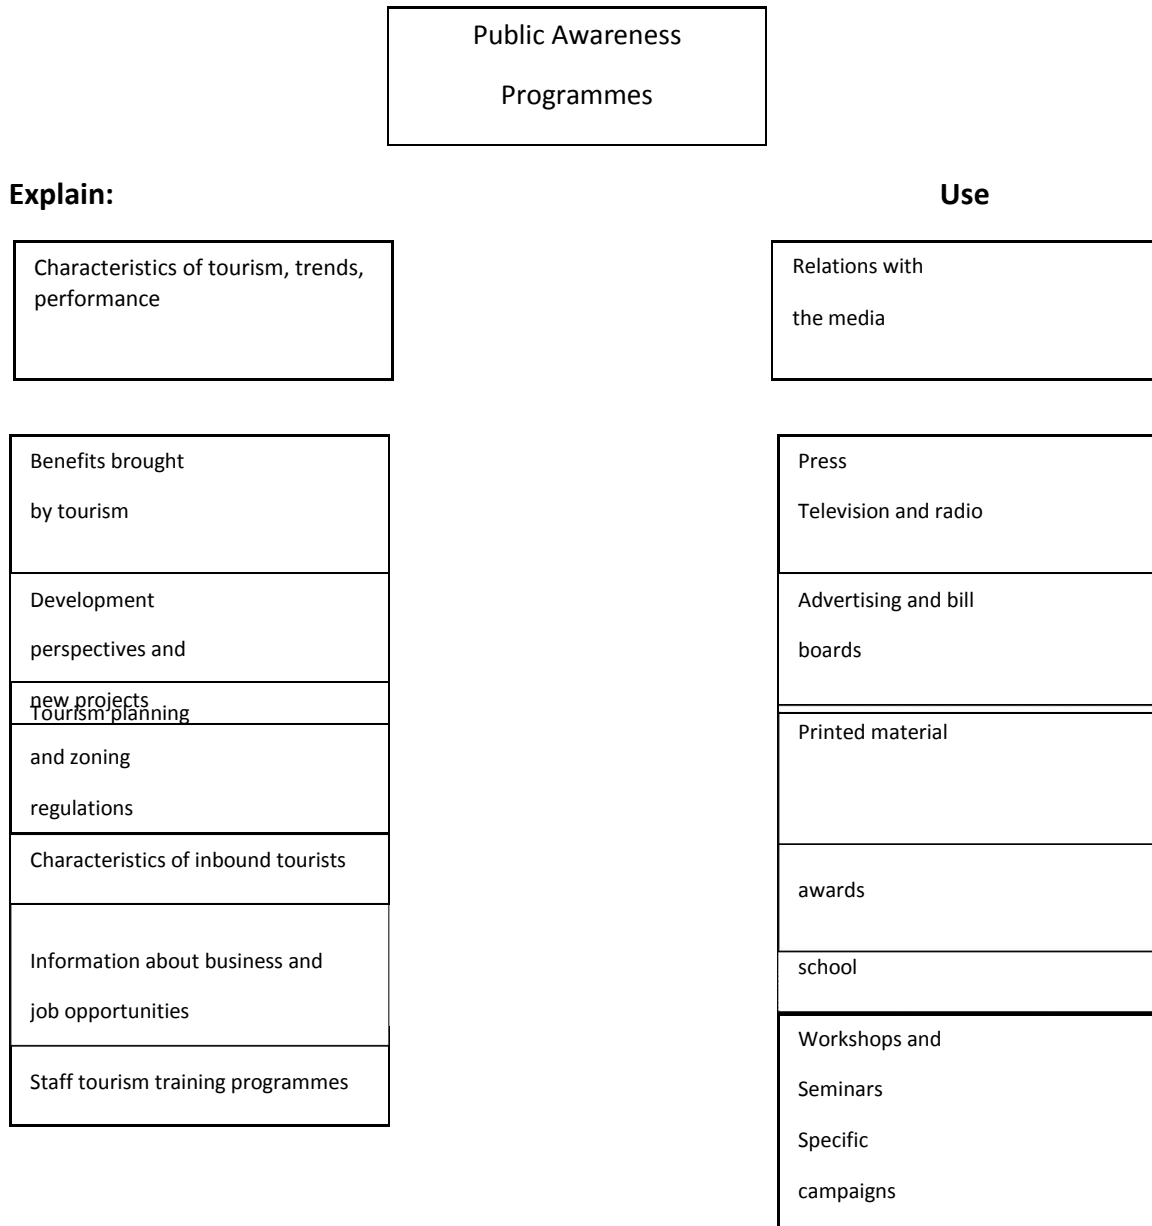 Public Awareness
Programmes
Explain:
Use
Characteristics of tourism, trends,
performance
Benefits brought
by tourism
Development
perspectives and
new projects
Tourism planning
and zoning
regulations
Characteristics of inbound tourists
Information about business and
job opportunities
Staff tourism training programmes
Relations with
the media
Press
Television and radio
Advertising and bill
boards
Printed material
awards
school
Workshops and
Seminars
Specific
campaigns